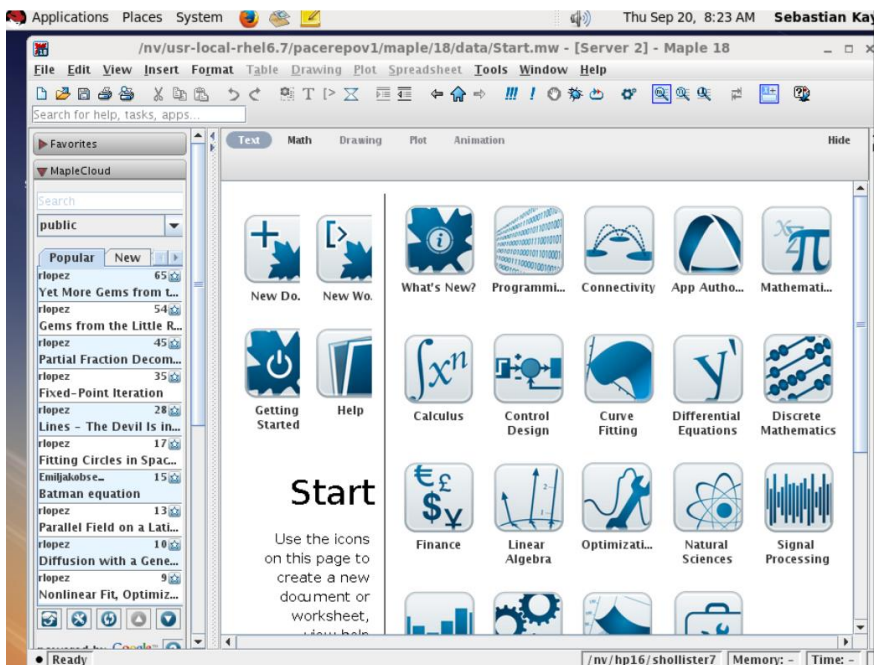 Applications Places System Thu Sep 20, 8:23 AM Sebastian Kay
/nv/usr-local-rhel6.7/pacerepov1/maple/18/data/Start.mw - [Server 2] - Maple 18
File Edit View Insert Format Table Drawing Plot Spreadsheet Tools Window Help
Search for help, tasks, apps...
Favorites
MapleCloud
Search
public
Popular New
rlopez 65
Yet More Gems from t...
rlopez 54
Gems from the Little R...
rlopez 45
Partial Fraction Decom...
rlopez 35
Fixed-Point Iteration
rlopez 28
Lines - The Devil Is in...
rlopez 17
Fitting Circles in Spac...
Emiljakobse... 15
Batman equation
rlopez 13
Parallel Field on a Lati...
rlopez 10
Diffusion with a Gene...
rlopez 9
Nonlinear Fit, Optimiz...
powered by Google
Text Math Drawing Plot Animation Hide
New Do. New Wo.
Getting Started
Help
Start
Use the icons
on this page to
create a new
document or
worksheet,
view help
What's New? Programmi... Connectivity App Autho... Mathemati...
Calculus
Control Design
Curve Fitting
Differential Equations
Discrete Mathematics
Finance
Linear Algebra
Optimizati...
Natural Sciences
Signal Processing
Ready /nv/hp16/shollister7 Memory: - Time: -